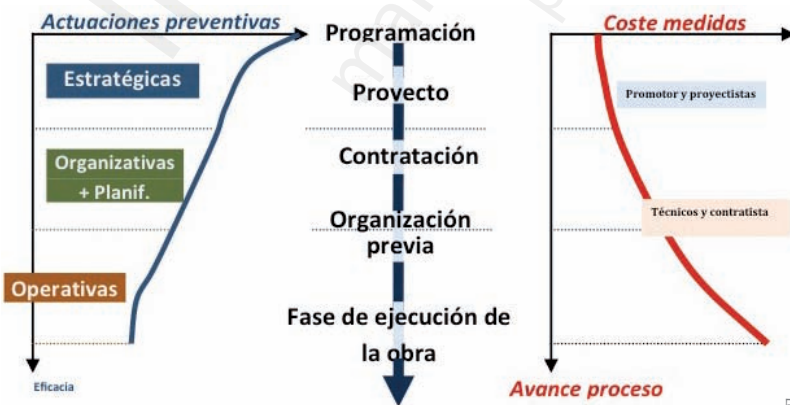 Actuaciones preventivas
Estratégicas
Organizativas
+ Planif.
Operativas
Eficacia
Programación
Proyecto
Contratación
Organización
previa
Fase de ejecución de
la obra
Coste medidas
Promotor y proyectistas
Técnicos y contratista
Avance proceso